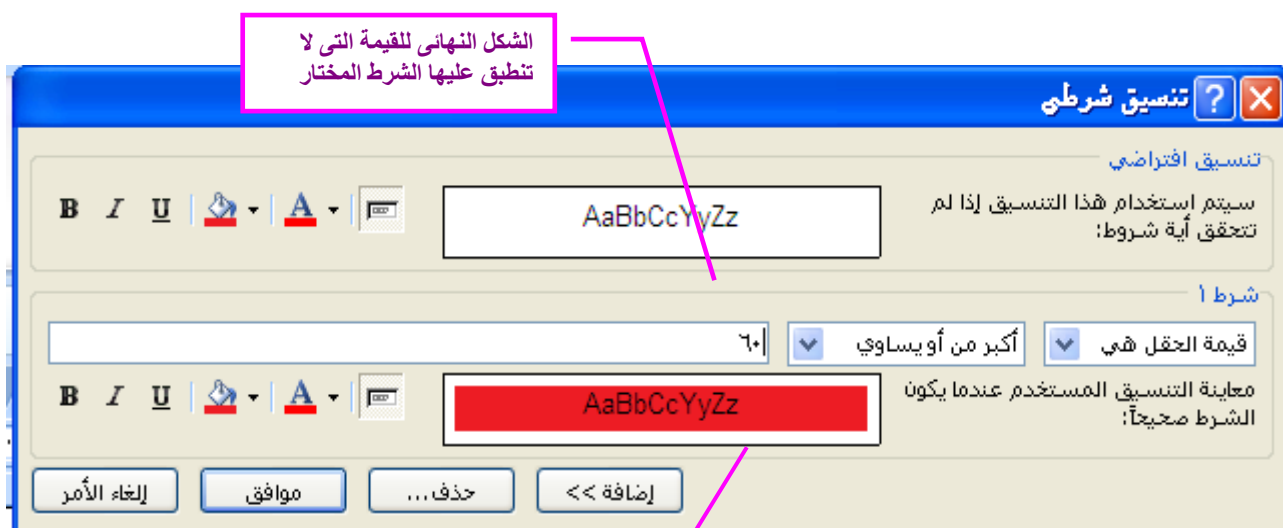 الشكل النهائى للقيمة التى لا
تنطبق عليها الشرط المختار
تنسيق شرطي
تنسيق افتراضي
سيتم استخدام هذا التنسيق إذا لم
تتحقق أية شروط:
AaBbCcYyZz
B I U A
شرط ١
قيمة الحقل هي أكبر من أو يساوي ٦٠
معاينة التنسيق المستخدم عندما يكون
الشرط صحيحاً:
AaBbCcYyZz
B I U A
إضافة >> حذف... موافق إلغاء الأمر